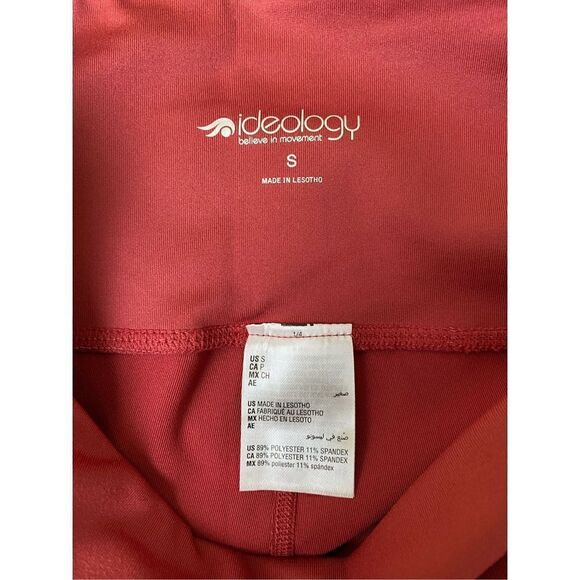 ideology
believe in movement
S
MADE IN LESOTHO
1/4
US S
CA P
MX CH
AE
صغير
US MADE IN LESOTHO
CA FABRIQUÉ AU LESOTHO
MX HECHO EN LESOTO
AE
صنع في ليسوتو
US 89% POLYESTER 11% SPANDEX
CA 89% POLYESTER 11% SPANDEX
MX 89% poliester 11% spándex